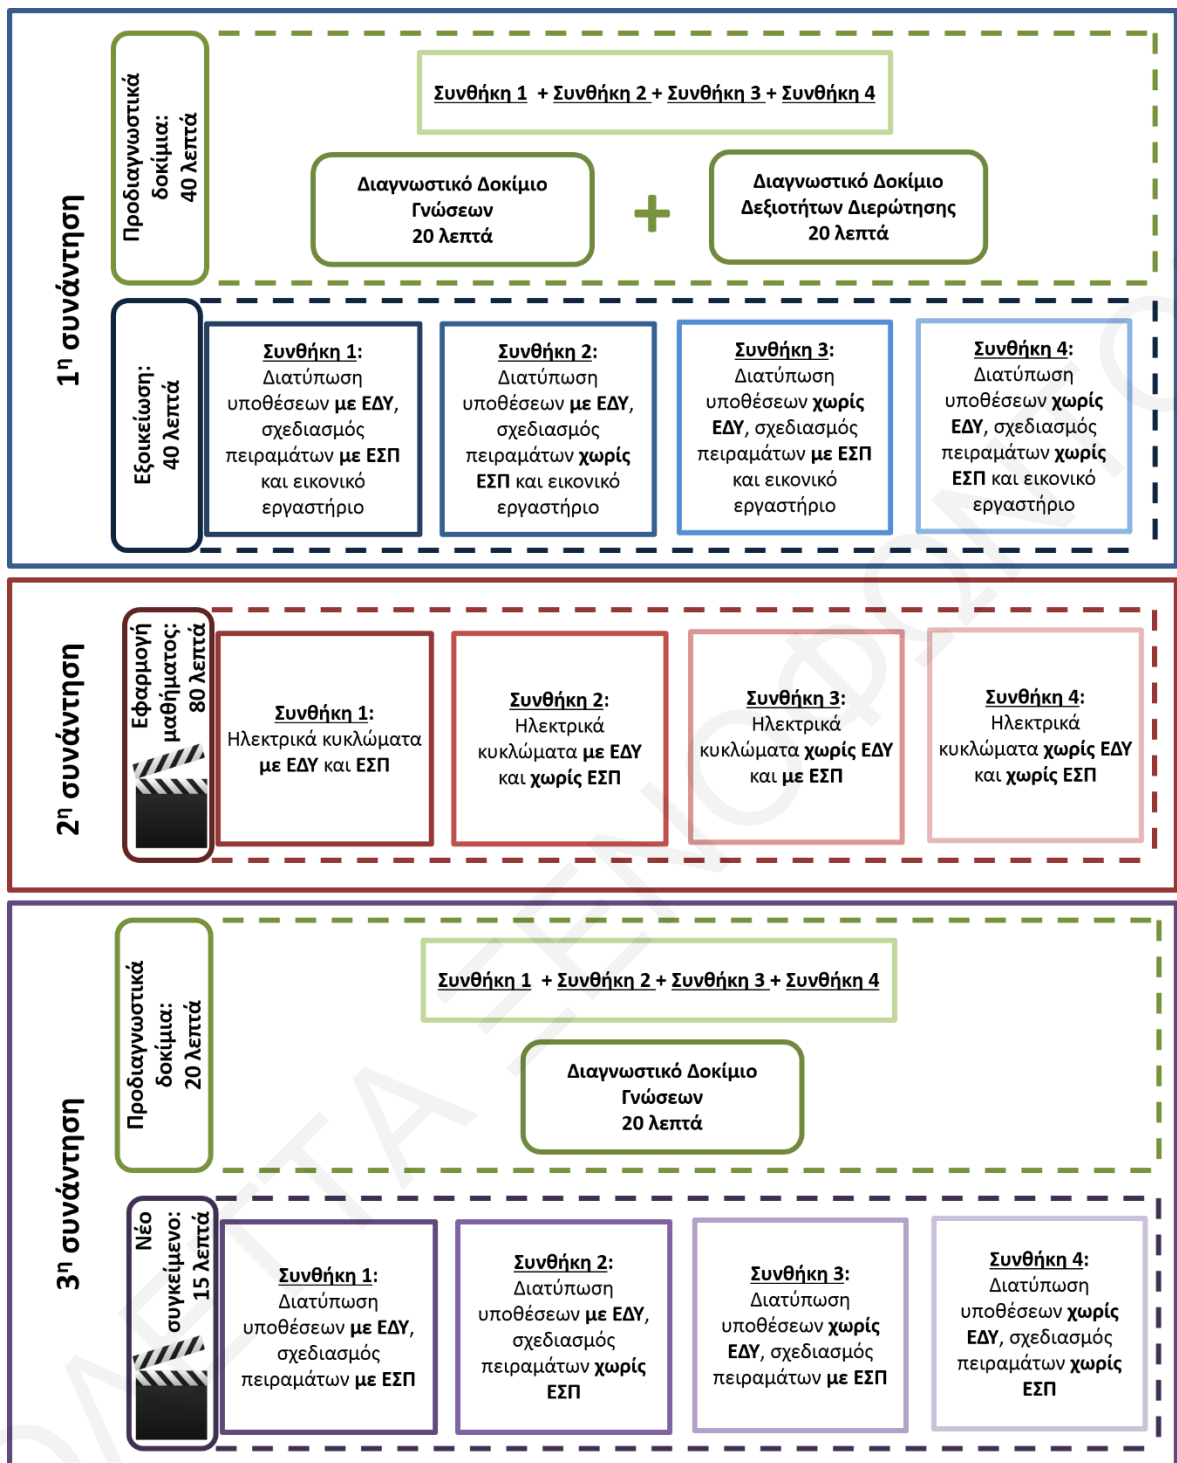 1η συνάντηση
Προδιαγνωστικά
δοκίμια:
40 λεπτά
Συνθήκη 1 + Συνθήκη 2 + Συνθήκη 3 + Συνθήκη 4
Διαγνωστικό Δοκίμιο
Γνώσεων
20 λεπτά
+
Διαγνωστικό Δοκίμιο
Δεξιοτήτων Διερώτησης
20 λεπτά
Εξοικείωση:
40 λεπτά
Συνθήκη 1:
Διατύπωση
υποθέσεων με ΕΔΥ,
σχεδιασμός
πειραμάτων με ΕΣΠ
και εικονικό
εργαστήριο
Συνθήκη 2:
Διατύπωση
υποθέσεων με ΕΔΥ,
σχεδιασμός
πειραμάτων χωρίς
ΕΣΠ και εικονικό
εργαστήριο
Συνθήκη 3:
Διατύπωση
υποθέσεων χωρίς
ΕΔΥ, σχεδιασμός
πειραμάτων με ΕΣΠ
και εικονικό
εργαστήριο
Συνθήκη 4:
Διατύπωση
υποθέσεων χωρίς
ΕΔΥ, σχεδιασμός
πειραμάτων χωρίς
ΕΣΠ και εικονικό
εργαστήριο
2η συνάντηση
Εφαρμογή
μαθήματος:
80 λεπτά
Συνθήκη 1:
Ηλεκτρικά κυκλώματα
με ΕΔΥ και ΕΣΠ
Συνθήκη 2:
Ηλεκτρικά
κυκλώματα με ΕΔΥ
και χωρίς ΕΣΠ
Συνθήκη 3:
Ηλεκτρικά
κυκλώματα χωρίς ΕΔΥ
και με ΕΣΠ
Συνθήκη 4:
Ηλεκτρικά
κυκλώματα χωρίς ΕΔΥ
και χωρίς ΕΣΠ
3η συνάντηση
Προδιαγνωστικά
δοκίμια:
20 λεπτά
Συνθήκη 1 + Συνθήκη 2 + Συνθήκη 3 + Συνθήκη 4
Διαγνωστικό Δοκίμιο
Γνώσεων
20 λεπτά
Νέο
συγκείμενο:
15 λεπτά
Συνθήκη 1:
Διατύπωση
υποθέσεων με ΕΔΥ,
σχεδιασμός
πειραμάτων με ΕΣΠ
Συνθήκη 2:
Διατύπωση
υποθέσεων με ΕΔΥ,
σχεδιασμός
πειραμάτων χωρίς
ΕΣΠ
Συνθήκη 3:
Διατύπωση
υποθέσεων χωρίς
ΕΔΥ, σχεδιασμός
πειραμάτων με ΕΣΠ
Συνθήκη 4:
Διατύπωση
υποθέσεων χωρίς
ΕΔΥ, σχεδιασμός
πειραμάτων χωρίς
ΕΣΠ